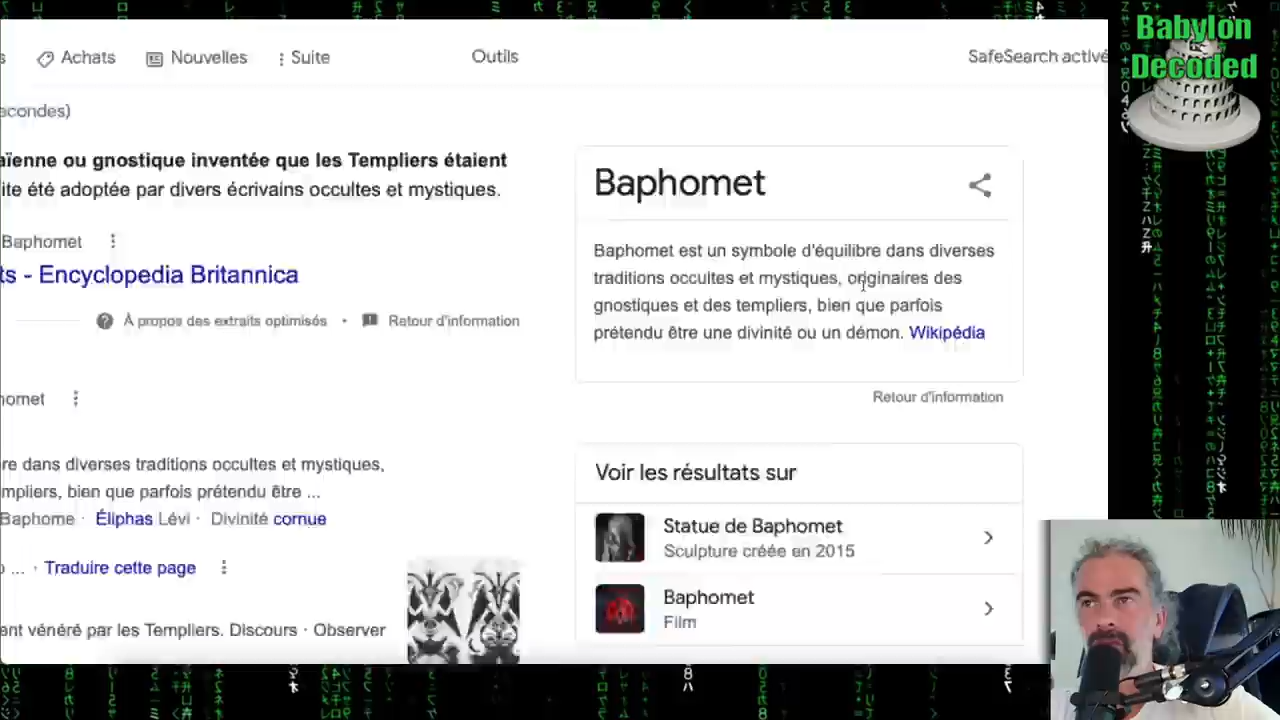 Babylon
Decoded
s
Achats
Nouvelles
Suite
Outils
SafeSearch activé
econdes)
aïenne ou gnostique inventée que les Templiers étaient
ite été adoptée par divers écrivains occultes et mystiques.
Baphomet
ts - Encyclopedia Britannica
À propos des extraits optimisés • Retour d'information
homet
re dans diverses traditions occultes et mystiques,
mpliers, bien que parfois prétendu être ...
Baphome · Éliphas Lévi · Divinité cornue
... · Traduire cette page
ent vénéré par les Templiers. Discours · Observer
Baphomet
Baphomet est un symbole d'équilibre dans diverses
traditions occultes et mystiques, originaires des
gnostiques et des templiers, bien que parfois
prétendu être une divinité ou un démon. Wikipédia
Retour d'information
Voir les résultats sur
Statue de Baphomet
Sculpture créée en 2015
Baphomet
Film